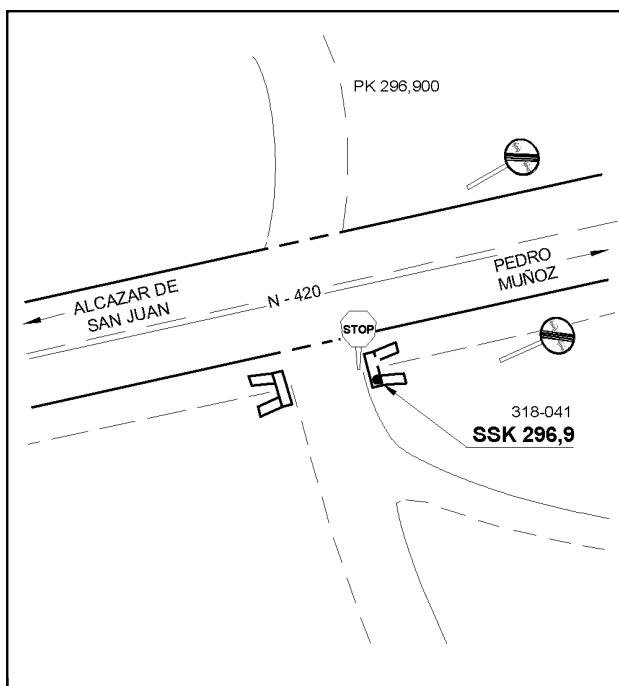 PK 296,900
PEDRO
MUÑOZ
ALCAZAR DE
SAN JUAN
N - 420
STOP
318-041
SSK 296,9